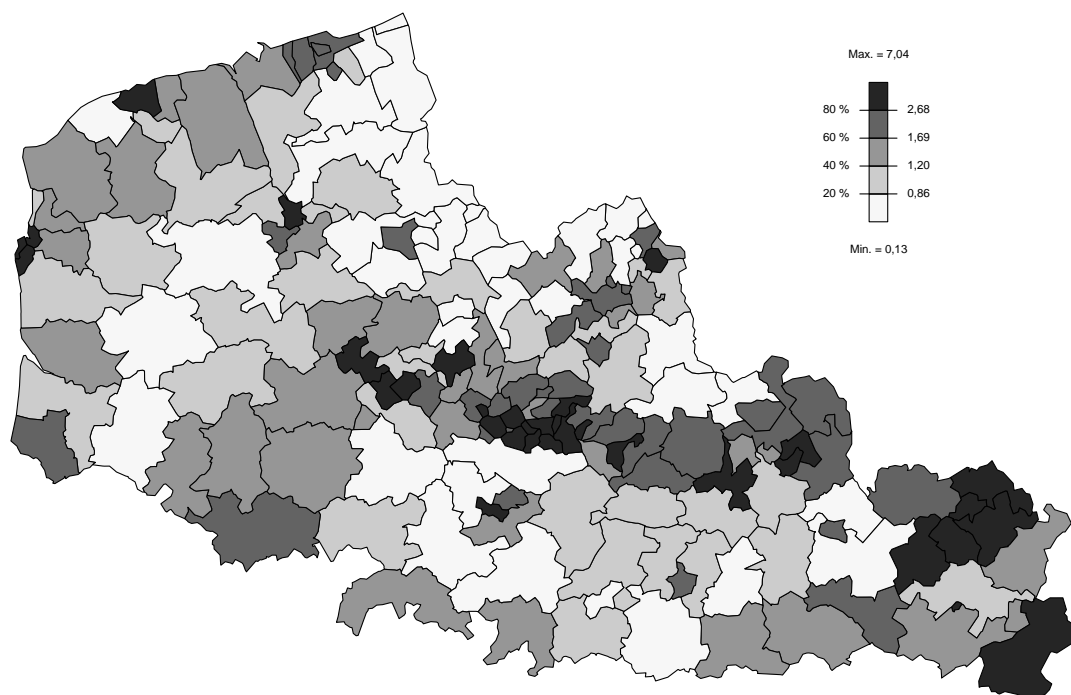 Max. = 7,04
80 % 2,68
60 % 1,69
40 % 1,20
20 % 0,86
Min. = 0,13